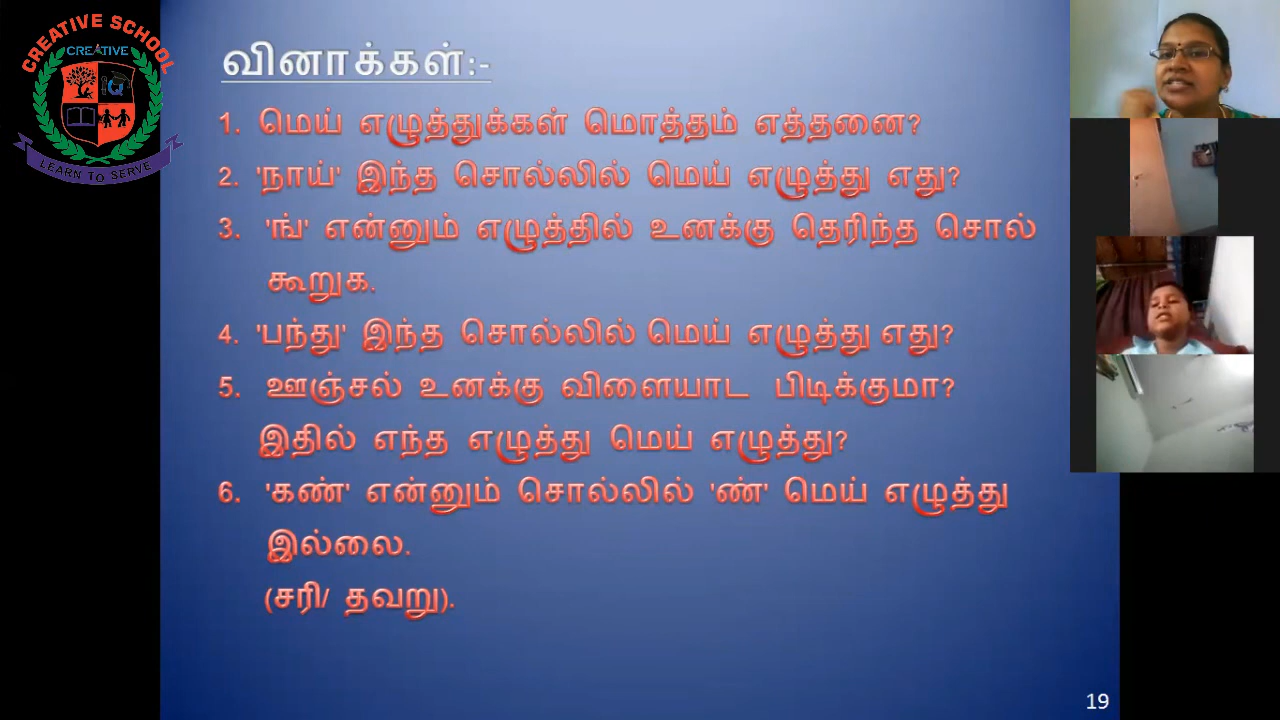 CREATIVE SCHOOL
CREATIVE
IQ
LEARN TO SERVE
வினாக்கள்:-
1. மெய் எழுத்துக்கள் மொத்தம் எத்தனை?
2. 'நாய்' இந்த சொல்லில் மெய் எழுத்து எது?
3. 'ங்' என்னும் எழுத்தில் உனக்கு தெரிந்த சொல்
கூறுக.
4. 'பந்து' இந்த சொல்லில் மெய் எழுத்து எது?
5. ஊஞ்சல் உனக்கு விளையாட பிடிக்குமா?
இதில் எந்த எழுத்து மெய் எழுத்து?
6. 'கண்' என்னும் சொல்லில் 'ண்' மெய் எழுத்து
இல்லை.
(சரி/ தவறு).
19